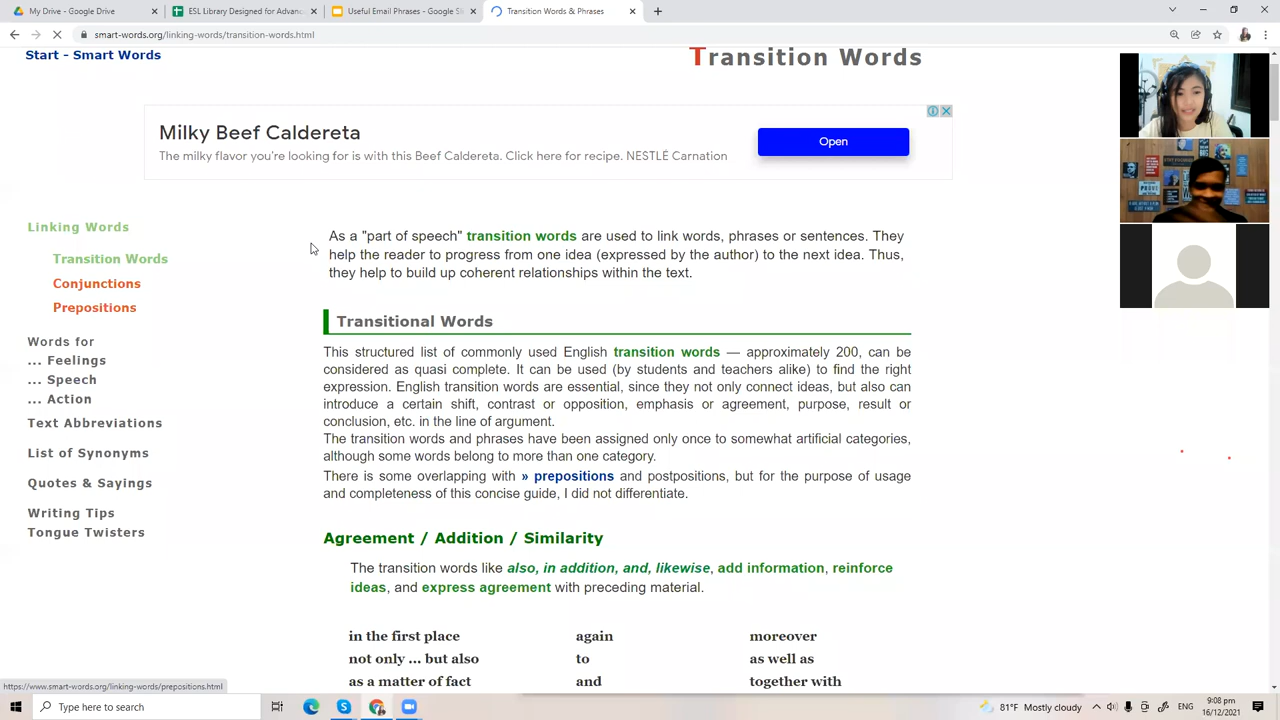 My Drive - Google Drive
ESL Library Designed for Advan
Useful Email Phrases - Google Sl
Transition Words & Phrases
smart-words.org/linking-words/transition-words.html
Start - Smart Words
Transition Words
Milky Beef Caldereta
The milky flavor you're looking for is with this Beef Caldereta. Click here for recipe. NESTLÉ Carnation
Open
Linking Words
Transition Words
Conjunctions
Prepositions
Words for
... Feelings
... Speech
... Action
Text Abbreviations
List of Synonyms
Quotes & Sayings
Writing Tips
Tongue Twisters
As a "part of speech" transition words are used to link words, phrases or sentences. They
help the reader to progress from one idea (expressed by the author) to the next idea. Thus,
they help to build up coherent relationships within the text.
Transitional Words
This structured list of commonly used English transition words — approximately 200, can be
considered as quasi complete. It can be used (by students and teachers alike) to find the right
expression. English transition words are essential, since they not only connect ideas, but also can
introduce a certain shift, contrast or opposition, emphasis or agreement, purpose, result or
conclusion, etc. in the line of argument.
The transition words and phrases have been assigned only once to somewhat artificial categories,
although some words belong to more than one category.
There is some overlapping with » prepositions and postpositions, but for the purpose of usage
and completeness of this concise guide, I did not differentiate.
Agreement / Addition / Similarity
The transition words like also, in addition, and, likewise, add information, reinforce
ideas, and express agreement with preceding material.
in the first place again moreover
not only ... but also to as well as
as a matter of fact and together with
https://www.smart-words.org/linking-words/prepositions.html
Type here to search
81°F Mostly cloudy
ENG
9:08 pm
16/12/2021